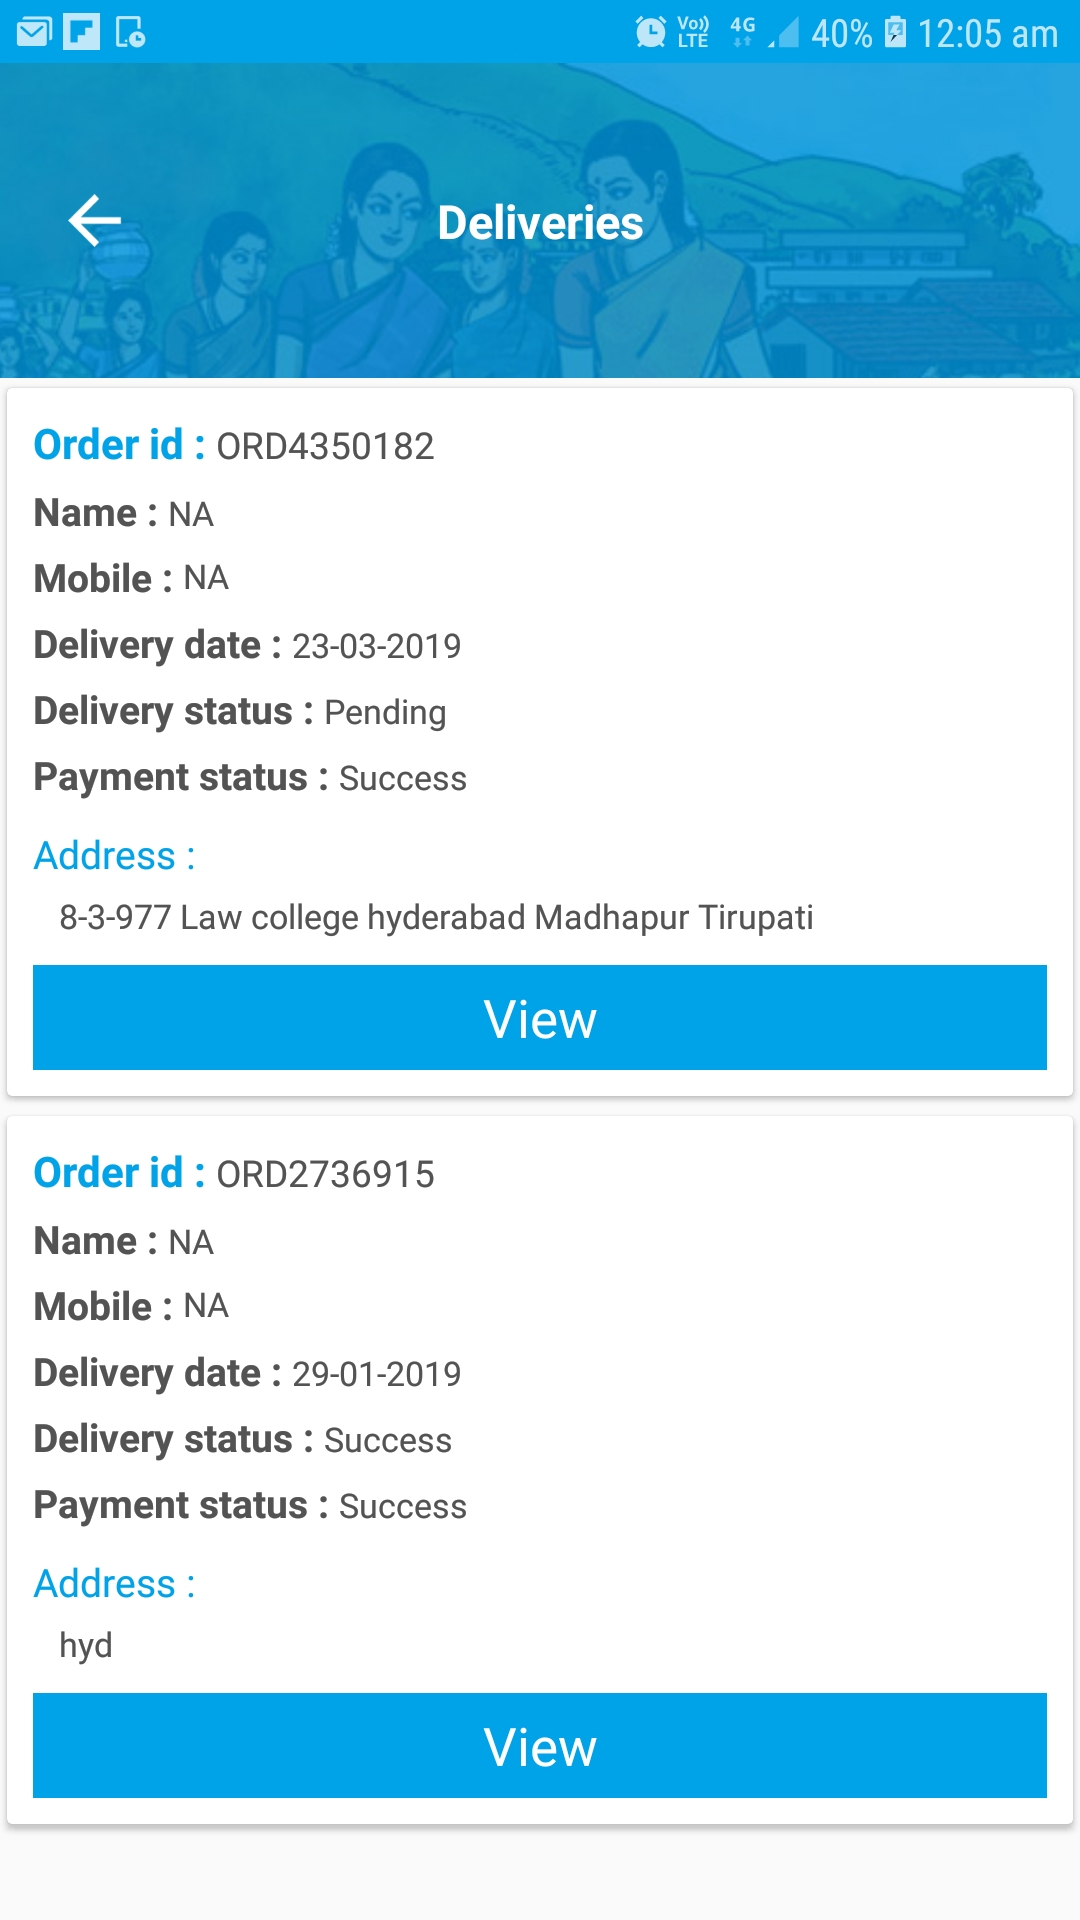 Vo)) LTE 4G 40% 12:05 am
Deliveries
Order id : ORD4350182
Name : NA
Mobile : NA
Delivery date : 23-03-2019
Delivery status : Pending
Payment status : Success
Address :
8-3-977 Law college hyderabad Madhapur Tirupati
View
Order id : ORD2736915
Name : NA
Mobile : NA
Delivery date : 29-01-2019
Delivery status : Success
Payment status : Success
Address :
hyd
View